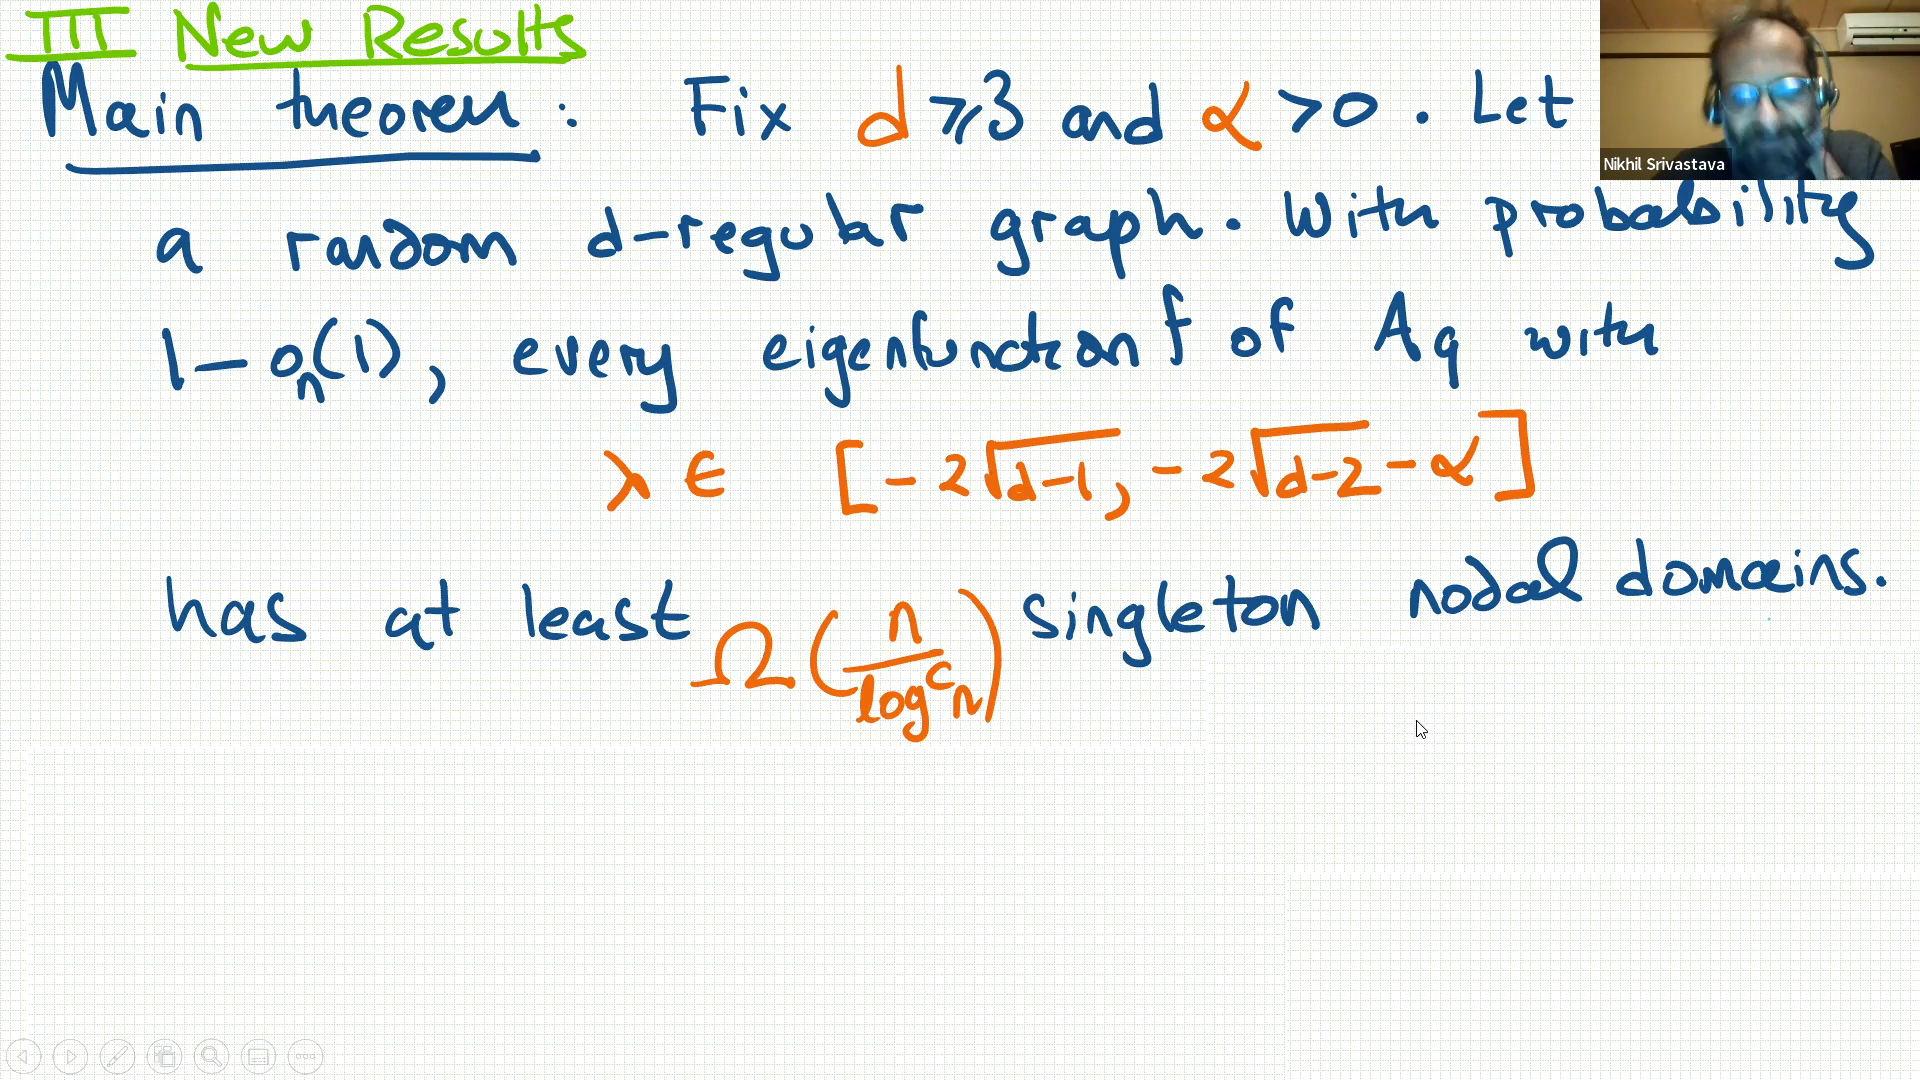 III New Results
Main theorem: Fix d ≥ 3 and α > 0. Let
Nikhil Srivastava
a random d-regular graph. With probability
1 - oₙ(1), every eigenfunction f of A_G with
λ ∈ [-2√(d-1), -2√(d-2) - α]
has at least Ω(n / log^c n) singleton nodal domains.